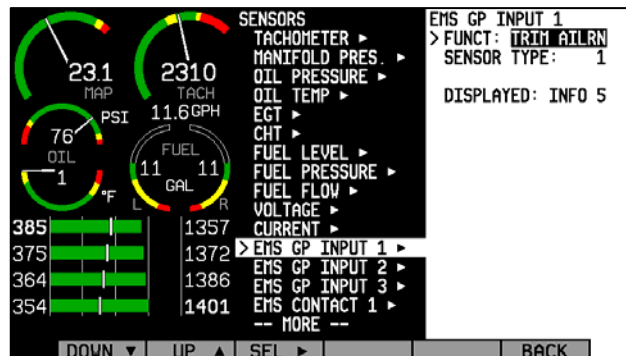 23.1
MAP
2310
TACH
PSI
76
OIL
-1
°F
11.6 GPH
FUEL
11
11
GAL
L
R
385
1357
375
1372
364
1386
354
1401
SENSORS
TACHOMETER ►
MANIFOLD PRES. ►
OIL PRESSURE ►
OIL TEMP ►
EGT ►
CHT ►
FUEL LEVEL ►
FUEL PRESSURE ►
FUEL FLOW ►
VOLTAGE ►
CURRENT ►
> EMS GP INPUT 1 ►
EMS GP INPUT 2 ►
EMS GP INPUT 3 ►
EMS CONTACT 1 ►
-- MORE --
EMS GP INPUT 1
> FUNCT: TRIM AILRN
SENSOR TYPE: 1
DISPLAYED: INFO 5
DOWN ▼
UP ▲
SEL ►
BACK